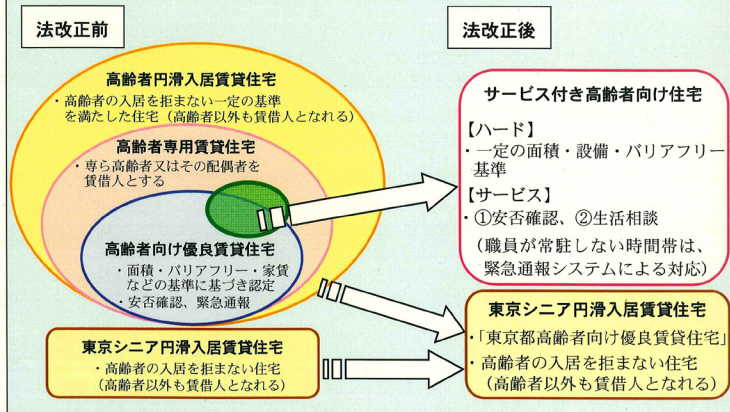 法改正前
高齢者円滑入居賃貸住宅
・高齢者の入居を拒まない一定の基準
を満たした住宅（高齢者以外も賃借人となれる）
高齢者専用賃貸住宅
・専ら高齢者又はその配偶者を
賃借人とする
高齢者向け優良賃貸住宅
・面積・バリアフリー・家賃
などの基準に基づき認定
・安否確認、緊急通報
東京シニア円滑入居賃貸住宅
・高齢者の入居を拒まない住宅
（高齢者以外も賃借人となれる）
法改正後
サービス付き高齢者向け住宅
【ハード】
・一定の面積・設備・バリアフリー
基準
【サービス】
・①安否確認、②生活相談
（職員が常駐しない時間帯は、
緊急通報システムによる対応）
東京シニア円滑入居賃貸住宅
・「東京都高齢者向け優良賃貸住宅」
・高齢者の入居を拒まない住宅
（高齢者以外も賃借人となれる）